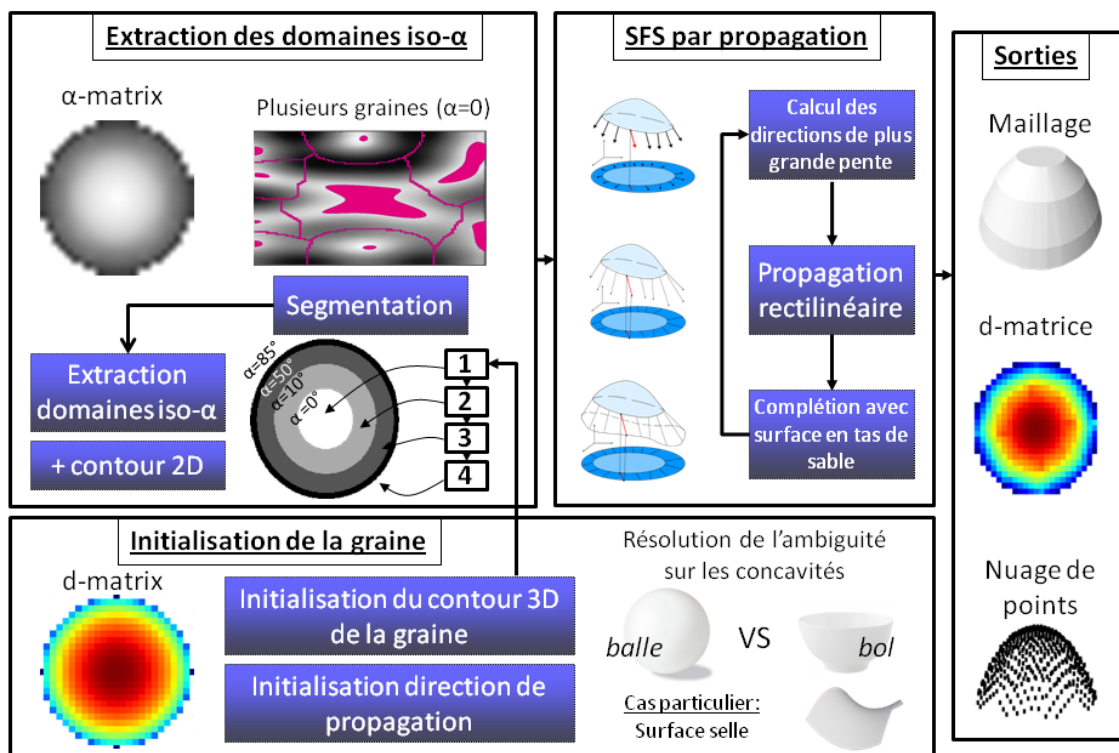 Extraction des domaines iso-α
α-matrix
Plusieurs graines (α=0)
Segmentation
Extraction
domaines iso-α
+ contour 2D
α=85°
α=50°
α=10°
α =0°
1
2
3
4
SFS par propagation
Calcul des
directions de plus
grande pente
Propagation
rectilinéaire
Complétion avec
surface en tas de
sable
Sorties
Maillage
d-matrice
Nuage de
points
Initialisation de la graine
d-matrix
Initialisation du contour 3D
de la graine
Initialisation direction de
propagation
Résolution de l'ambiguité
sur les concavités
balle
VS
bol
Cas particulier:
Surface selle